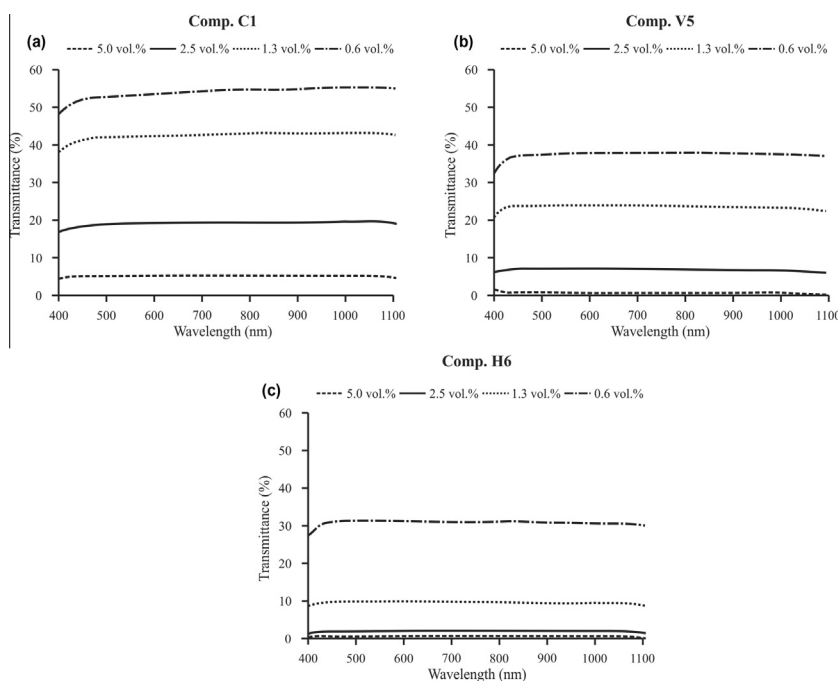 Comp. C1
(a)
5.0 vol.% 2.5 vol.% 1.3 vol.% 0.6 vol.%
60
50
40
30
20
10
0
Transmittance (%)
400 500 600 700 800 900 1000 1100
Wavelength (nm)
Comp. V5
(b)
5.0 vol.% 2.5 vol.% 1.3 vol.% 0.6 vol.%
60
50
40
30
20
10
0
Transmittance (%)
400 500 600 700 800 900 1000 1100
Wavelength (nm)
Comp. H6
(c)
5.0 vol.% 2.5 vol.% 1.3 vol.% 0.6 vol.%
60
50
40
30
20
10
0
Transmittance (%)
400 500 600 700 800 900 1000 1100
Wavelength (nm)